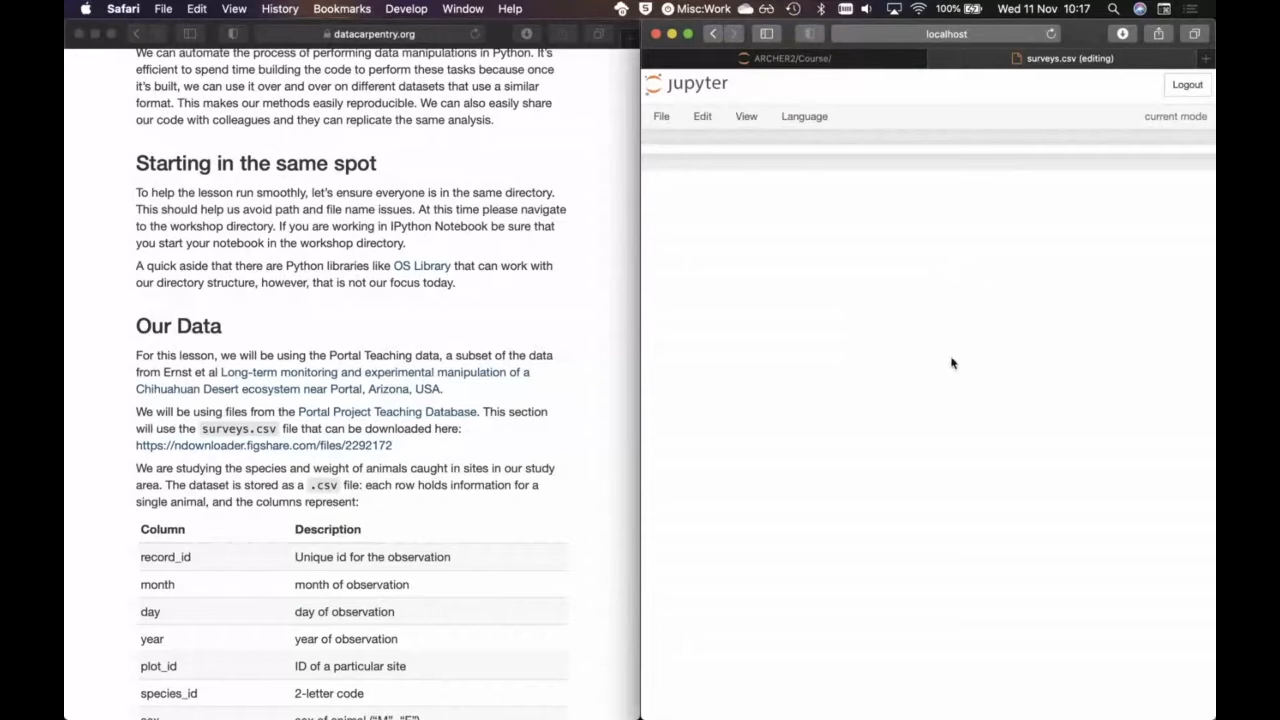 Safari File Edit View History Bookmarks Develop Window Help Misc:Work 100% Wed 11 Nov 10:17
datacarpentry.org
We can automate the process of performing data manipulations in Python. It's
efficient to spend time building the code to perform these tasks because once
it's built, we can use it over and over on different datasets that use a similar
format. This makes our methods easily reproducible. We can also easily share
our code with colleagues and they can replicate the same analysis.
Starting in the same spot
To help the lesson run smoothly, let's ensure everyone is in the same directory.
This should help us avoid path and file name issues. At this time please navigate
to the workshop directory. If you are working in IPython Notebook be sure that
you start your notebook in the workshop directory.
A quick aside that there are Python libraries like OS Library that can work with
our directory structure, however, that is not our focus today.
Our Data
For this lesson, we will be using the Portal Teaching data, a subset of the data
from Ernst et al Long-term monitoring and experimental manipulation of a
Chihuahuan Desert ecosystem near Portal, Arizona, USA.
We will be using files from the Portal Project Teaching Database. This section
will use the surveys.csv file that can be downloaded here:
https://ndownloader.figshare.com/files/2292172
We are studying the species and weight of animals caught in sites in our study
area. The dataset is stored as a .csv file: each row holds information for a
single animal, and the columns represent:
Column Description
record_id Unique id for the observation
month month of observation
day day of observation
year year of observation
plot_id ID of a particular site
species_id 2-letter code
sex sex of animal ("M", "F")
localhost
ARCHER2/Course/ surveys.csv (editing)
jupyter Logout
File Edit View Language current mode